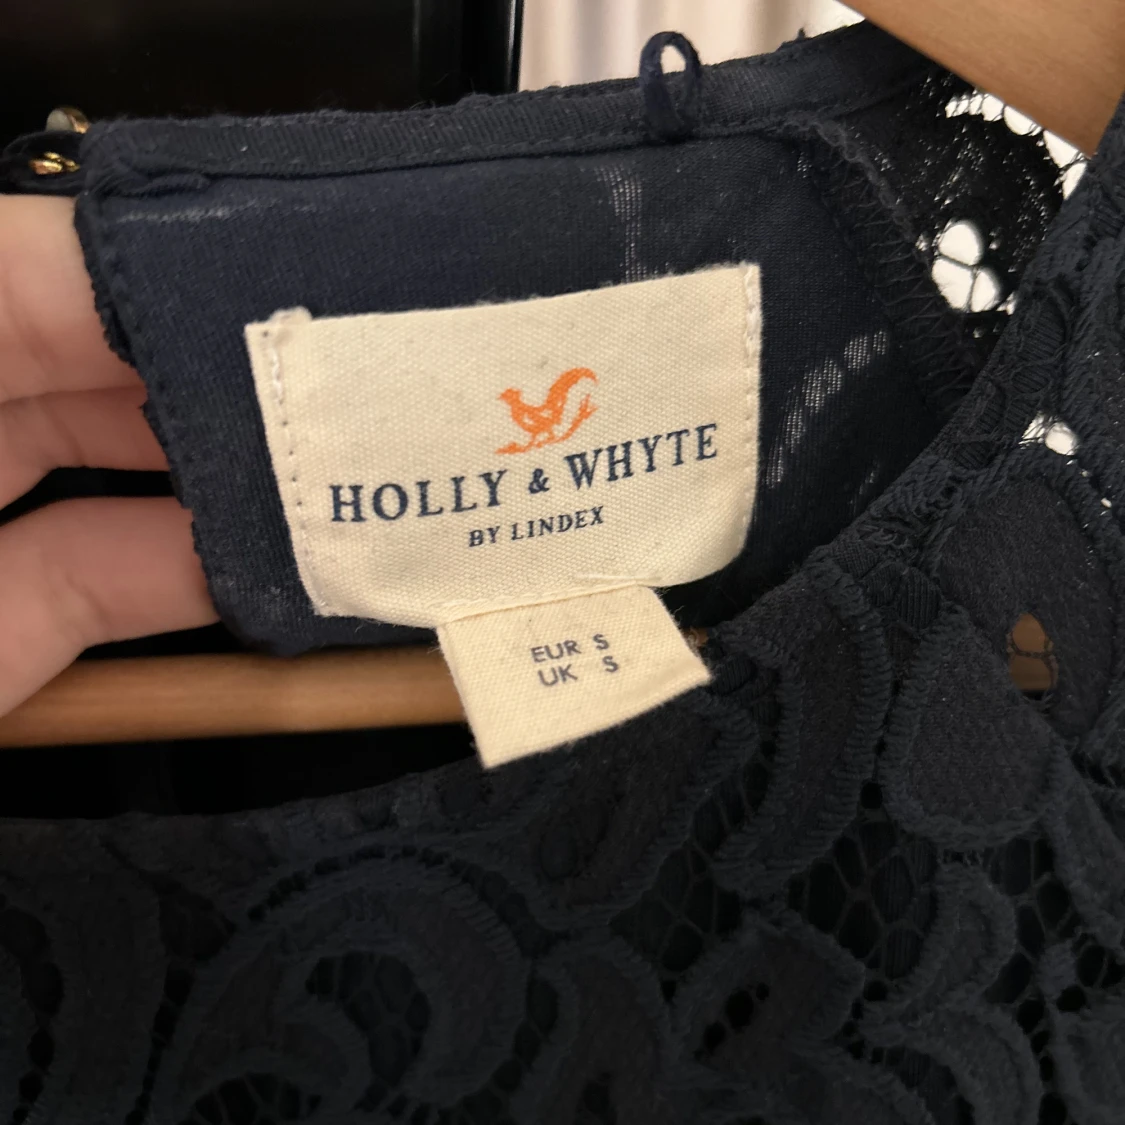 HOLLY & WHYTE
BY LINDEX
EUR S
UK S